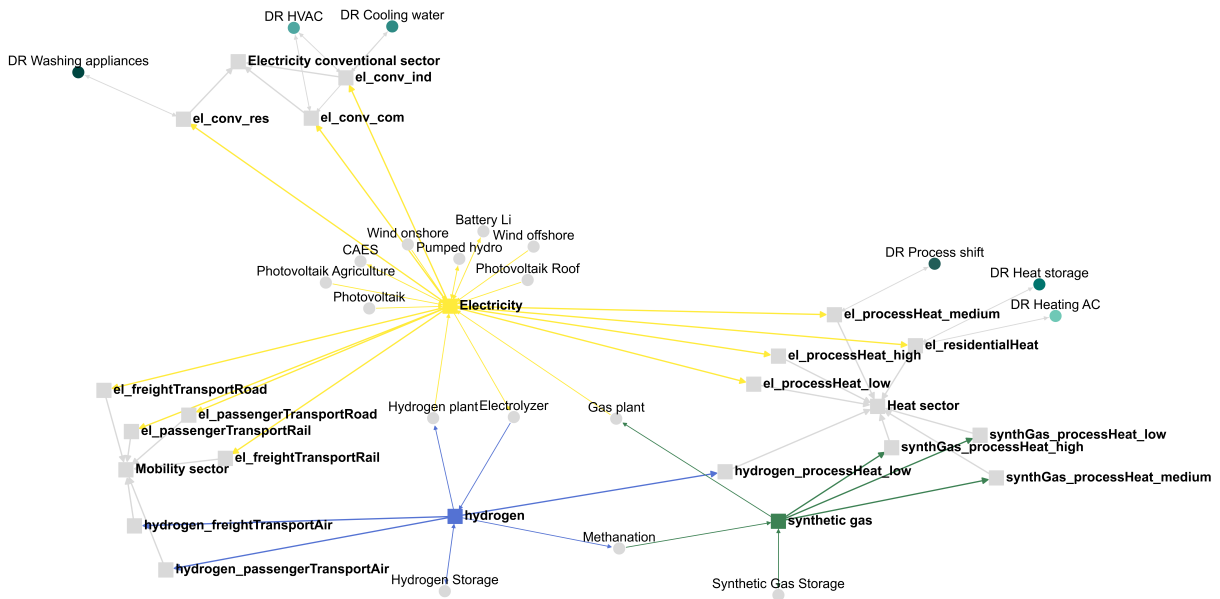 DR HVAC
DR Cooling water
DR Washing appliances
Electricity conventional sector
el_conv_ind
el_conv_res
el_conv_com
Battery Li
Wind onshore
Wind offshore
CAES
Pumped hydro
Photovoltaik Agriculture
Photovoltaik Roof
Photovoltaik
Electricity
DR Process shift
DR Heat storage
DR Heating AC
el_processHeat_medium
el_residentialHeat
el_processHeat_high
el_processHeat_low
Heat sector
el_freightTransportRoad
el_passengerTransportRoad
el_passengerTransportRail
el_freightTransportRail
Mobility sector
Hydrogen plant
Electrolyzer
Gas plant
synthGas_processHeat_low
synthGas_processHeat_high
hydrogen_processHeat_low
synthGas_processHeat_medium
hydrogen
synthetic gas
hydrogen_freightTransportAir
Methanation
hydrogen_passengerTransportAir
Hydrogen Storage
Synthetic Gas Storage